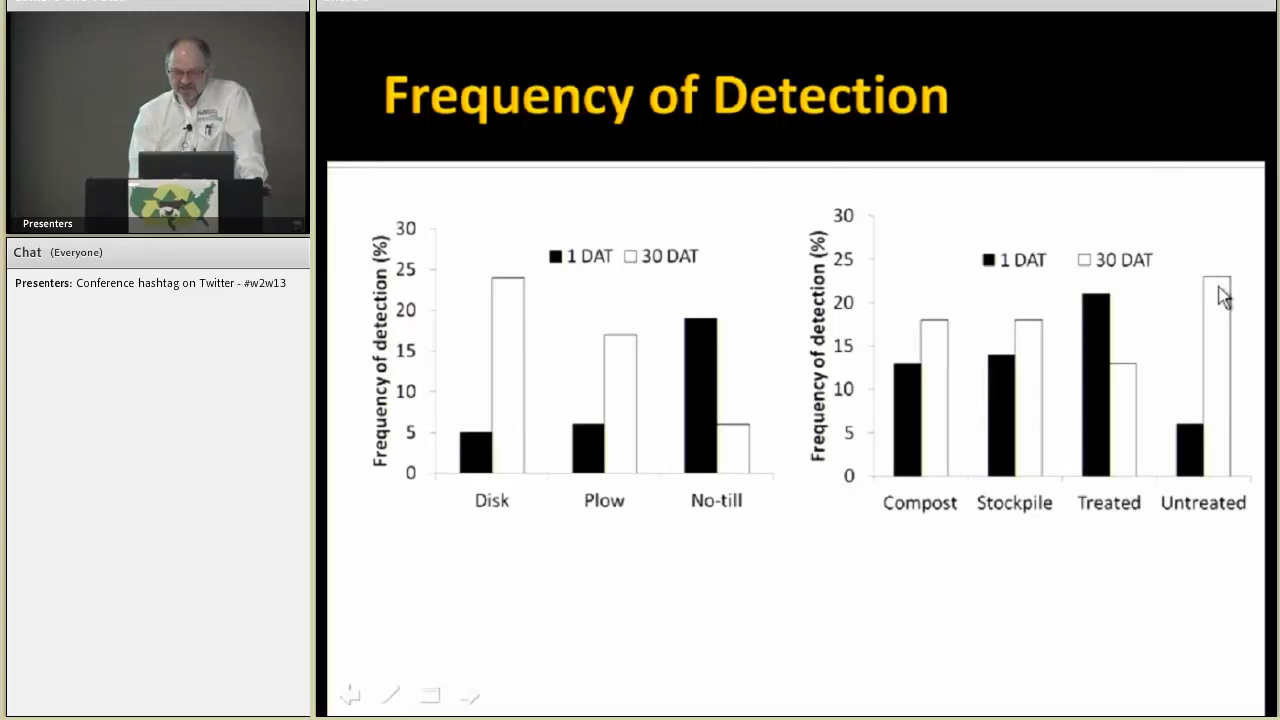 Presenters
Chat (Everyone)
Presenters: Conference hashtag on Twitter - #w2w13
Frequency of Detection
Frequency of detection (%)
30
25
20
15
10
5
0
1 DAT 30 DAT
Disk Plow No-till
Frequency of detection (%)
30
25
20
15
10
5
0
1 DAT 30 DAT
Compost Stockpile Treated Untreated